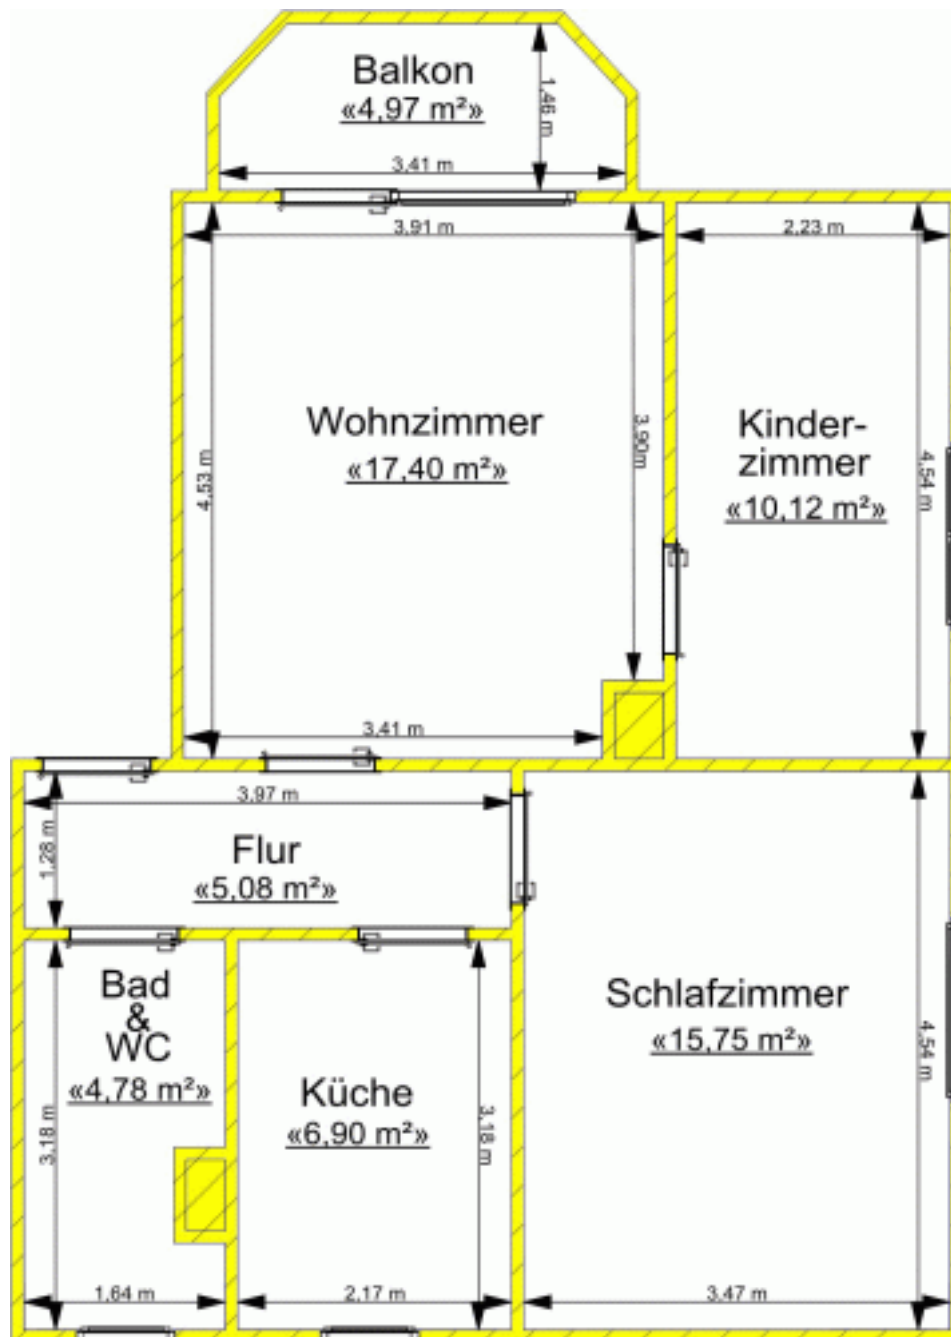 Balkon
«4,97 m²»
1,46 m
3,41 m
3,91 m
2,23 m
Wohnzimmer
«17,40 m²»
4,53 m
3,90m
Kinder-
zimmer
«10,12 m²»
4,54 m
3,41 m
3,97 m
1,28 m
Flur
«5,08 m²»
Bad
&
WC
«4,78 m²»
3,18 m
Küche
«6,90 m²»
3,18 m
Schlafzimmer
«15,75 m²»
4,54 m
1,64 m
2,17 m
3,47 m